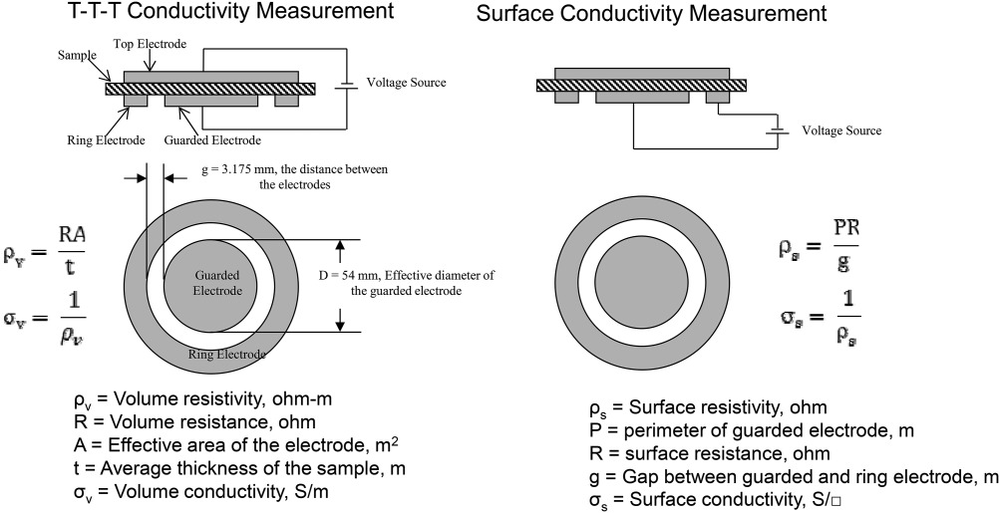 T-T-T Conductivity Measurement
Surface Conductivity Measurement
Top Electrode
Sample
Voltage Source
Ring Electrode
Guarded Electrode
Voltage Source
g = 3.175 mm, the distance between
the electrodes
ρv = RA/t
σv = 1/ρv
Guarded
Electrode
D = 54 mm, Effective diameter of
the guarded electrode
Ring Electrode
ρs = PR/g
σs = 1/ρs
ρv = Volume resistivity, ohm-m
R = Volume resistance, ohm
A = Effective area of the electrode, m²
t = Average thickness of the sample, m
σv = Volume conductivity, S/m
ρs = Surface resistivity, ohm
P = perimeter of guarded electrode, m
R = surface resistance, ohm
g = Gap between guarded and ring electrode, m
σs = Surface conductivity, S/□